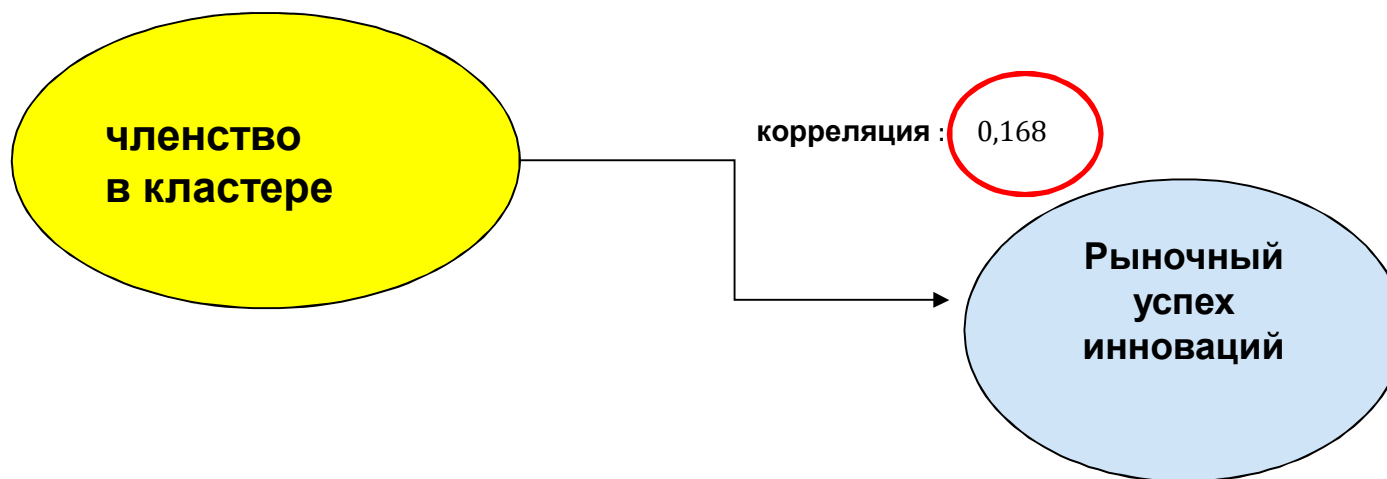 членство
в кластере
корреляция : 0,168
Рыночный
успех
инноваций